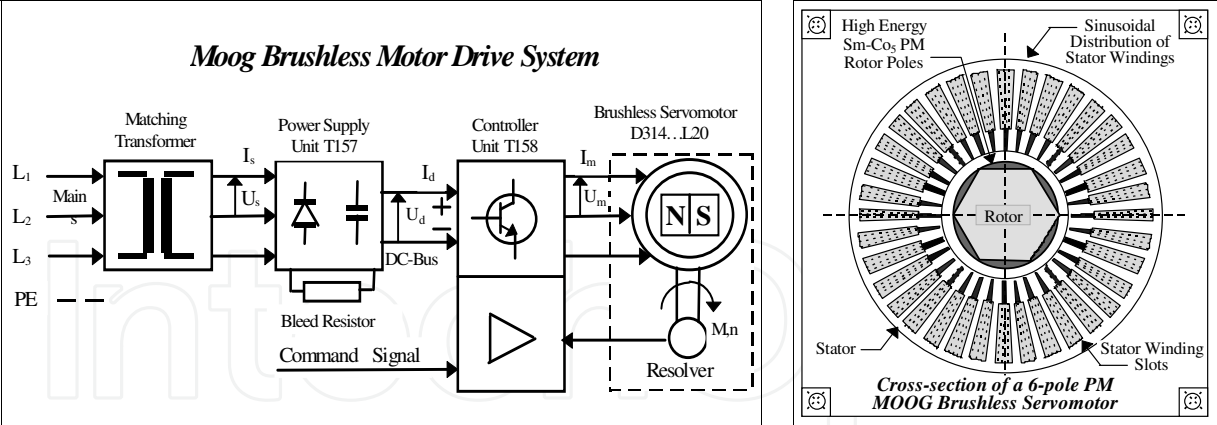 Moog Brushless Motor Drive System
Matching
Transformer
Power Supply
Unit T157
Controller
Unit T158
Brushless Servomotor
D314…L20
L1
L2
L3
PE
Main
s
Is
Us
Id
Ud
+
−
DC-Bus
Im
Um
N S
M,n
Bleed Resistor
Command Signal
Resolver
High Energy
Sm-Co5 PM
Rotor Poles
Sinusoidal
Distribution of
Stator Windings
Rotor
Stator
Stator Winding
Slots
Cross-section of a 6-pole PM
MOOG Brushless Servomotor